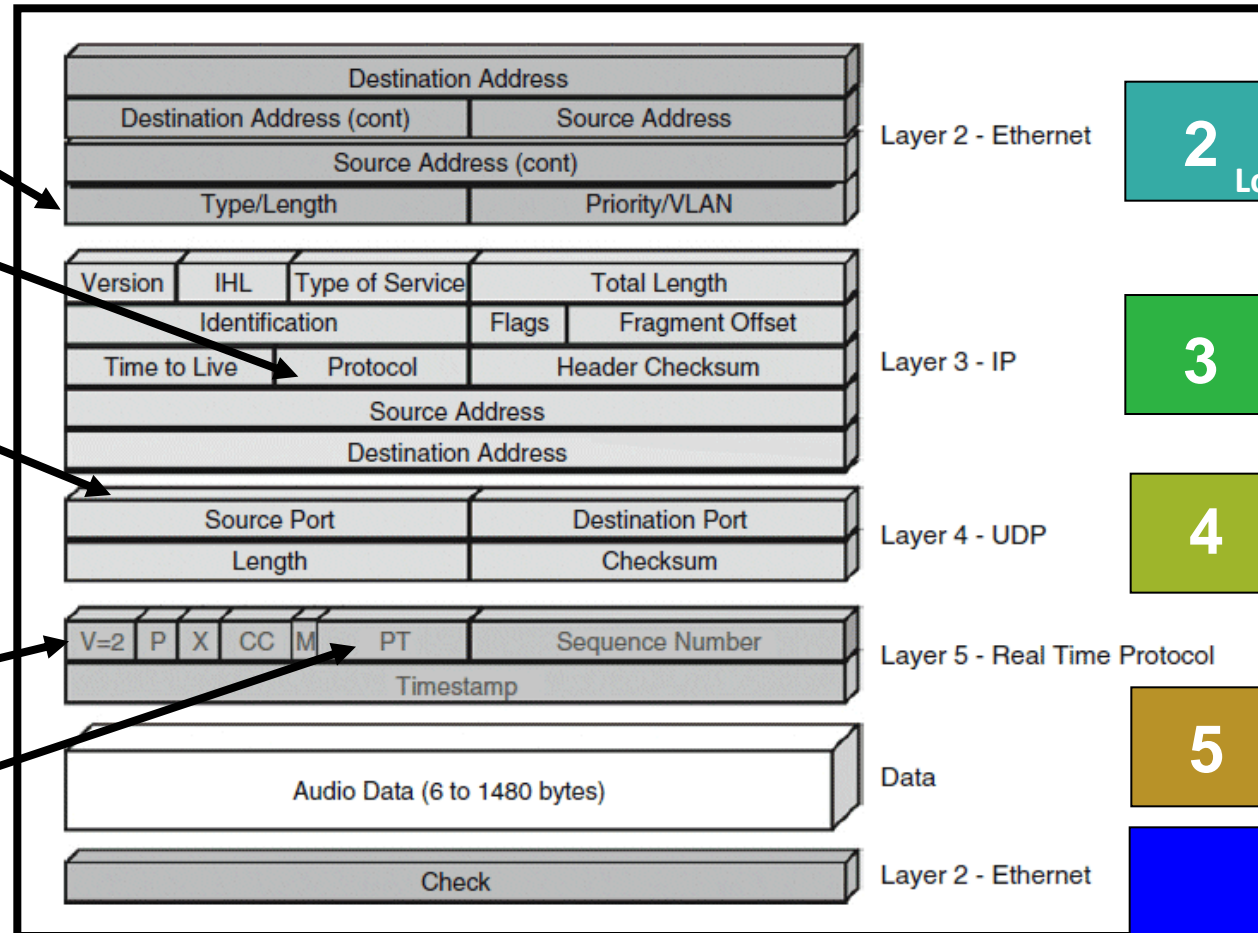 Destination Address
Destination Address (cont) Source Address
Source Address (cont)
Type/Length Priority/VLAN
Layer 2 - Ethernet
2
Version IHL Type of Service Total Length
Identification Flags Fragment Offset
Time to Live Protocol Header Checksum
Source Address
Destination Address
Layer 3 - IP
3
Source Port Destination Port
Length Checksum
Layer 4 - UDP
4
V=2 P X CC M PT Sequence Number
Timestamp
Layer 5 - Real Time Protocol
5
Audio Data (6 to 1480 bytes)
Data
Check
Layer 2 - Ethernet